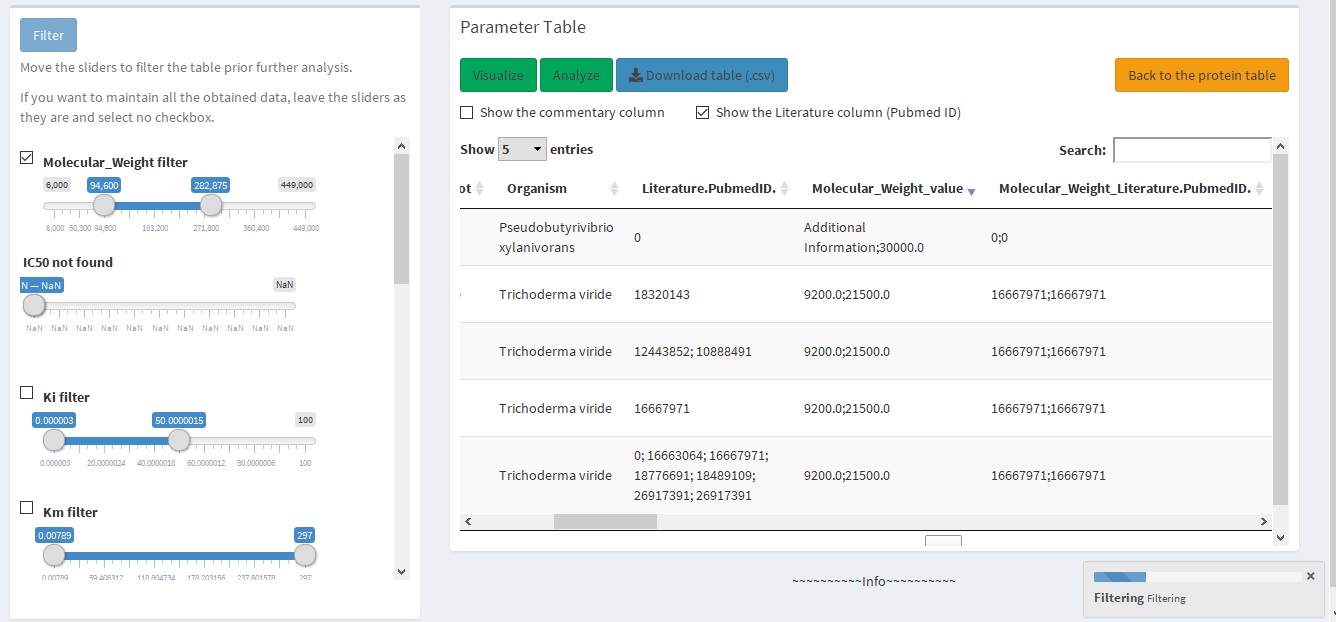 Filter
Move the sliders to filter the table prior further analysis.
If you want to maintain all the obtained data, leave the sliders as
they are and select no checkbox.
Molecular_Weight filter
6,000 94,600 282,875 449,000
6,000 50,300 94,600 183,200 271,800 360,400 449,000
IC50 not found
N — NaN NaN
NaN NaN NaN NaN NaN NaN NaN NaN NaN NaN NaN
Ki filter
0.000003 50.0000015 100
0.000003 20.0000024 40.0000018 60.0000012 80.0000006 100
Km filter
0.00789 297
0.00789 59.406312 118.804734 178.203156 237.601578 297
Parameter Table
Visualize Analyze Download table (.csv) Back to the protein table
Show the commentary column Show the Literature column (Pubmed ID)
Show 5 entries Search:
ot Organism Literature.PubmedID. Molecular_Weight_value Molecular_Weight_Literature.PubmedID.
Pseudobutyrivibrio
xylanivorans 0 Additional
Information;30000.0 0;0
Trichoderma viride 18320143 9200.0;21500.0 16667971;16667971
Trichoderma viride 12443852; 10888491 9200.0;21500.0 16667971;16667971
Trichoderma viride 16667971 9200.0;21500.0 16667971;16667971
0; 16663064; 16667971;
Trichoderma viride 18776691; 18489109; 9200.0;21500.0 16667971;16667971
26917391; 26917391
~~~~~~~~~~Info~~~~~~~~~~
Filtering Filtering